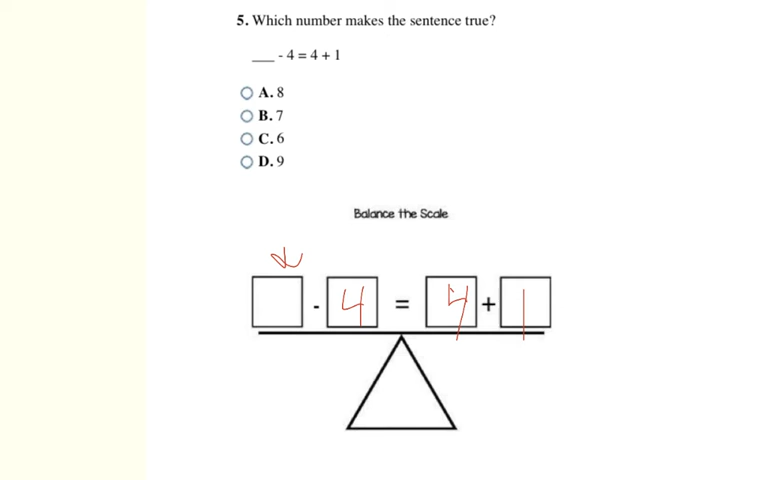 5. Which number makes the sentence true?
___ - 4 = 4 + 1
A. 8
B. 7
C. 6
D. 9
Balance the Scale
- 4 = 4 + 1